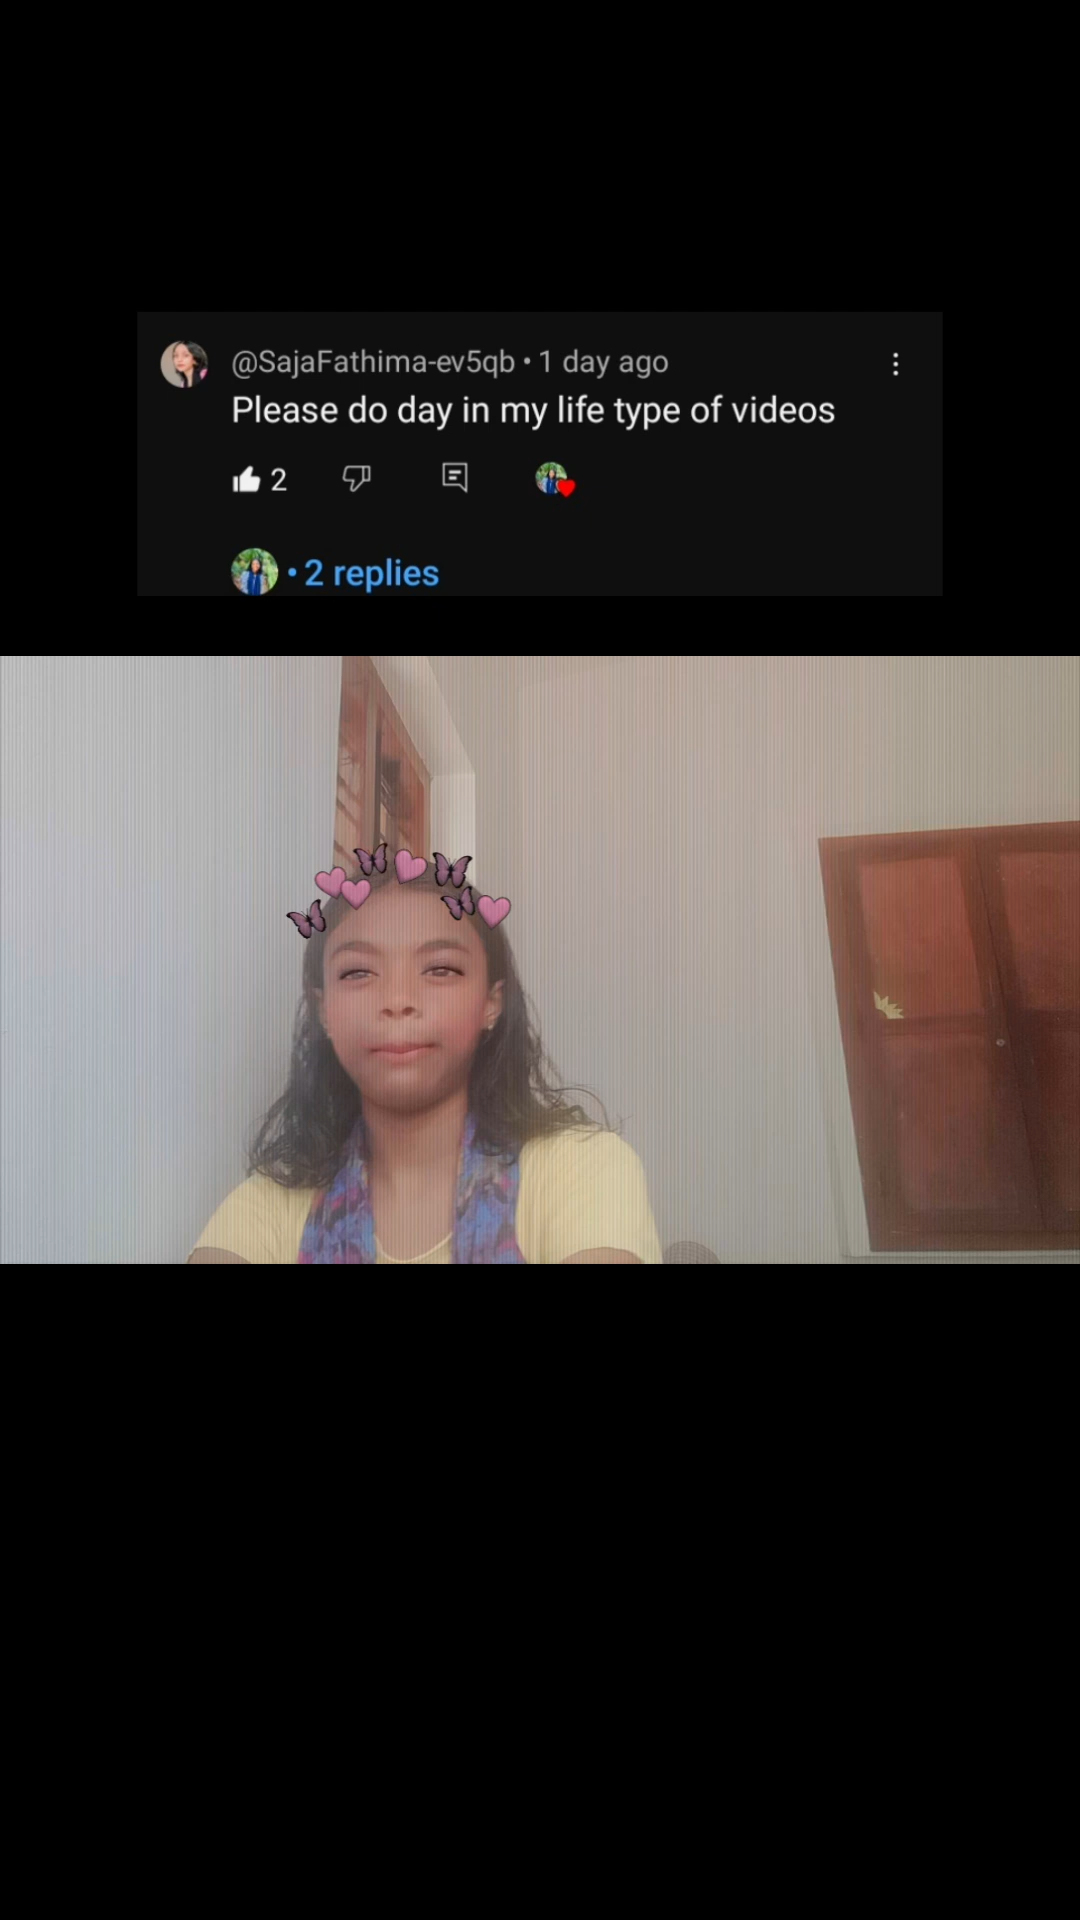 @SajaFathima-ev5qb • 1 day ago
Please do day in my life type of videos
2
• 2 replies